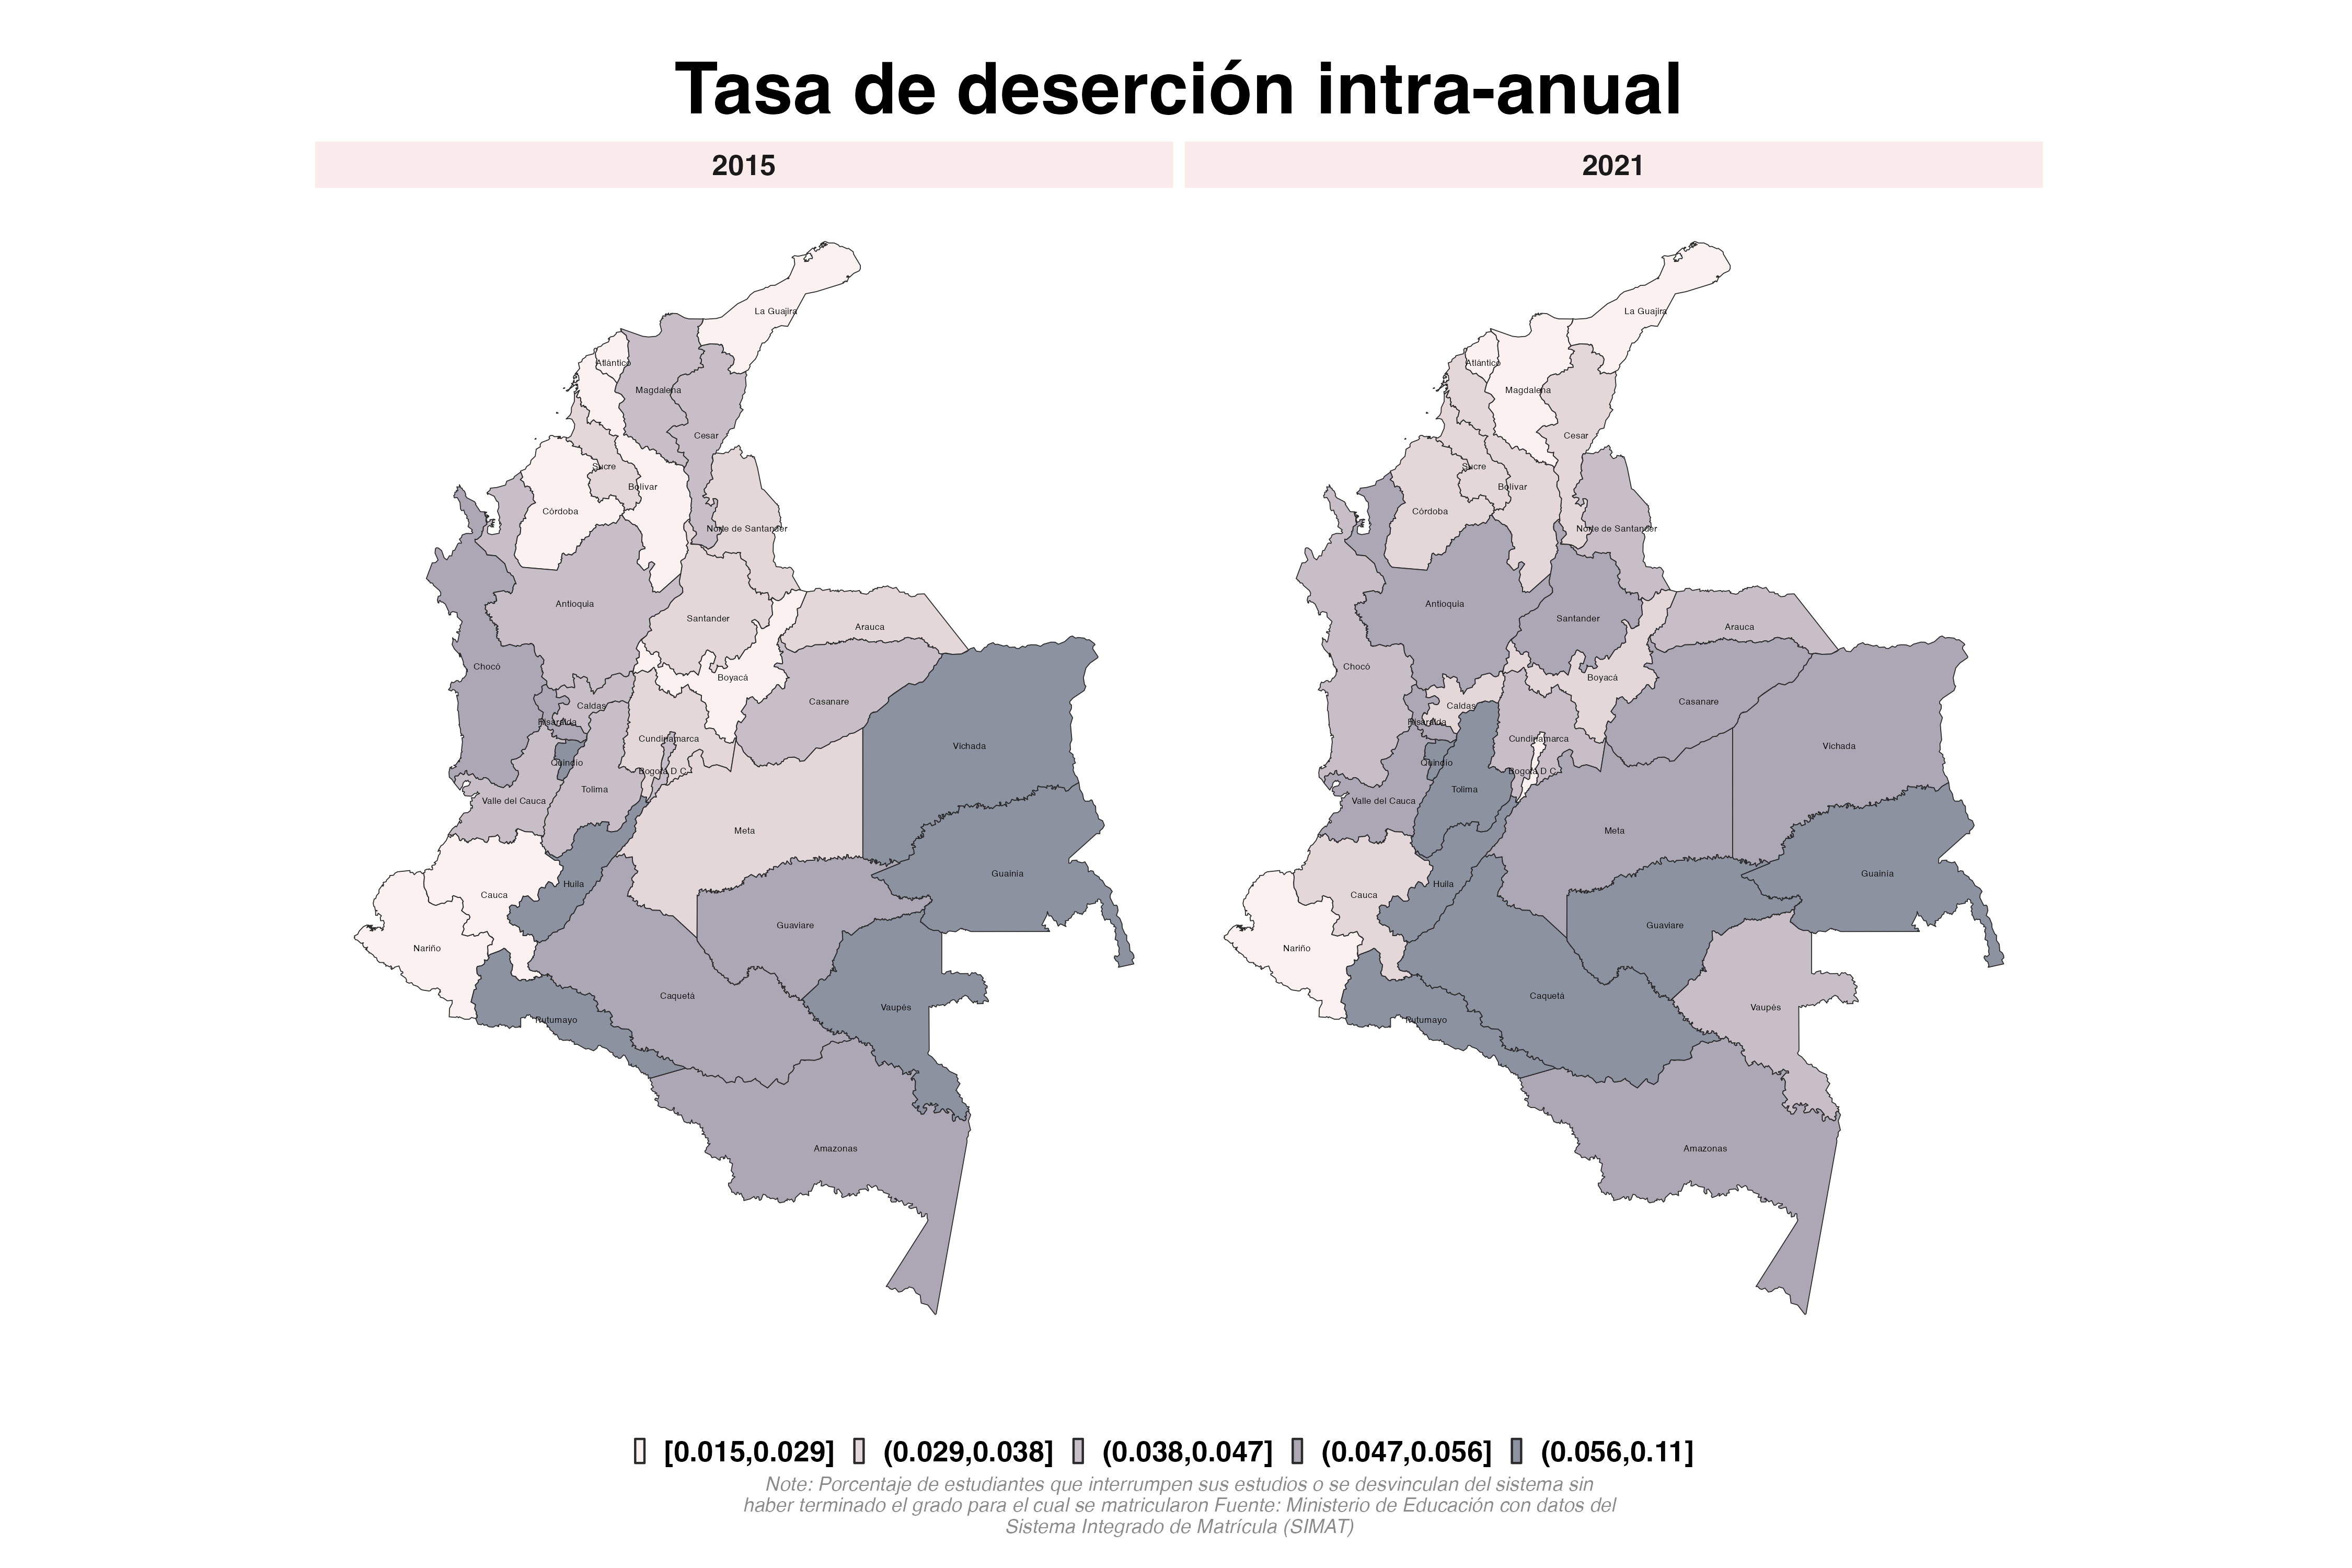 Tasa de deserción intra-anual
2015
2021
La Guajira
Atlántico
Magdalena
Cesar
Sucre
Bolívar
Córdoba
Norte de Santander
Antioquia
Santander
Arauca
Chocó
Boyacá
Caldas
Casanare
Risaralda
Cundinamarca
Vichada
Quindío
Bogotá D.C.
Tolima
Valle del Cauca
Meta
Guainía
Huila
Cauca
Guaviare
Nariño
Caquetá
Vaupés
Putumayo
Amazonas
La Guajira
Atlántico
Magdalena
Cesar
Sucre
Bolívar
Córdoba
Norte de Santander
Antioquia
Santander
Arauca
Chocó
Boyacá
Caldas
Casanare
Risaralda
Cundinamarca
Vichada
Quindío
Bogotá D.C.
Tolima
Valle del Cauca
Meta
Guainía
Huila
Cauca
Guaviare
Nariño
Caquetá
Vaupés
Putumayo
Amazonas
[0.015,0.029] (0.029,0.038] (0.038,0.047] (0.047,0.056] (0.056,0.11]
Note: Porcentaje de estudiantes que interrumpen sus estudios o se desvinculan del sistema sin
haber terminado el grado para el cual se matricularon Fuente: Ministerio de Educación con datos del
Sistema Integrado de Matrícula (SIMAT)